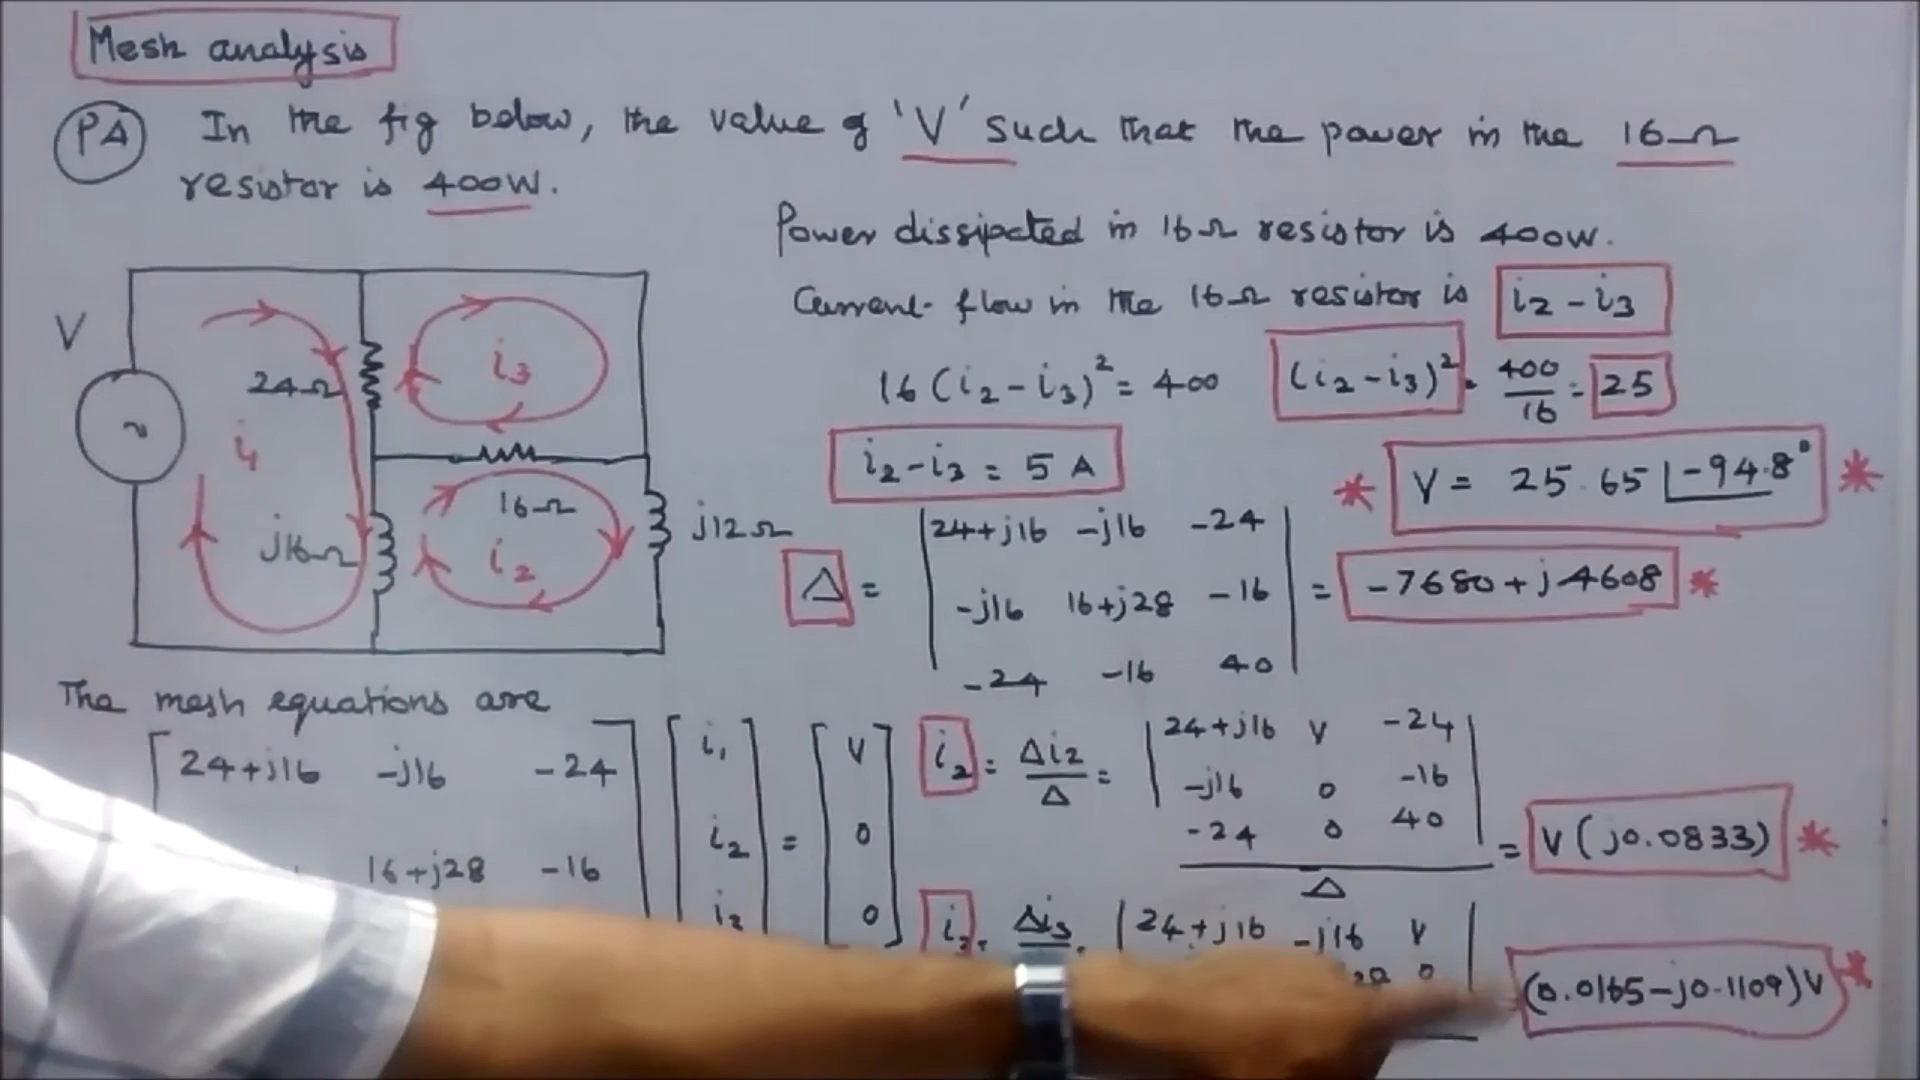 Mesh analysis
P4 In the fig below, the value of 'V' such that the power in the 16Ω
resistor is 400W.
Power dissipated in 16Ω resistor is 400W.
Current flow in the 16Ω resistor is i2 - i3
16 (i2 - i3)² = 400 (i2 - i3)² = 400/16 = 25
i2 - i3 = 5 A
V = 25.65 ∠-94.8°
V
24Ω
i3
i1
16Ω
j16Ω
i2
j12Ω
Δ = | 24+j16 -j16 -24 |
| -j16 16+j28 -16 | = -7680 + j4608
| -24 -16 40 |
The mesh equations are
[ 24+j16 -j16 -24 ] [ i1 ] = [ V ]
16+j28 -16 i2 0
i3 0
i2 = Δi2/Δ = | 24+j16 V -24 |
| -j16 0 -16 |
| -24 0 40 |
Δ
= V (j0.0833)
i3 = Δi3 | 24+j16 -j16 V |
0
(0.0165 - j0.1109)V